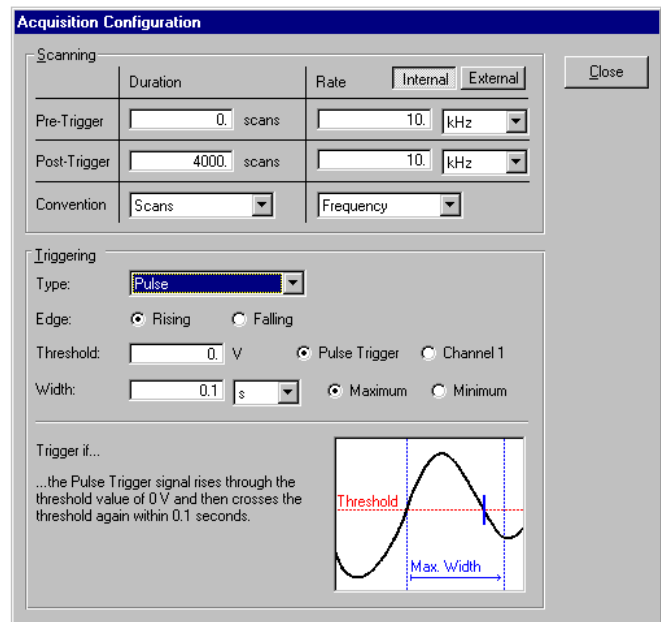 Acquisition Configuration
Scanning
Duration Rate Internal External
Close
Pre-Trigger 0. scans 10. kHz
Post-Trigger 4000. scans 10. kHz
Convention Scans Frequency
Triggering
Type: Pulse
Edge: Rising Falling
Threshold: 0. V Pulse Trigger Channel 1
Width: 0.1 s Maximum Minimum
Trigger if...
...the Pulse Trigger signal rises through the
threshold value of 0 V and then crosses the
threshold again within 0.1 seconds.
Threshold
Max. Width